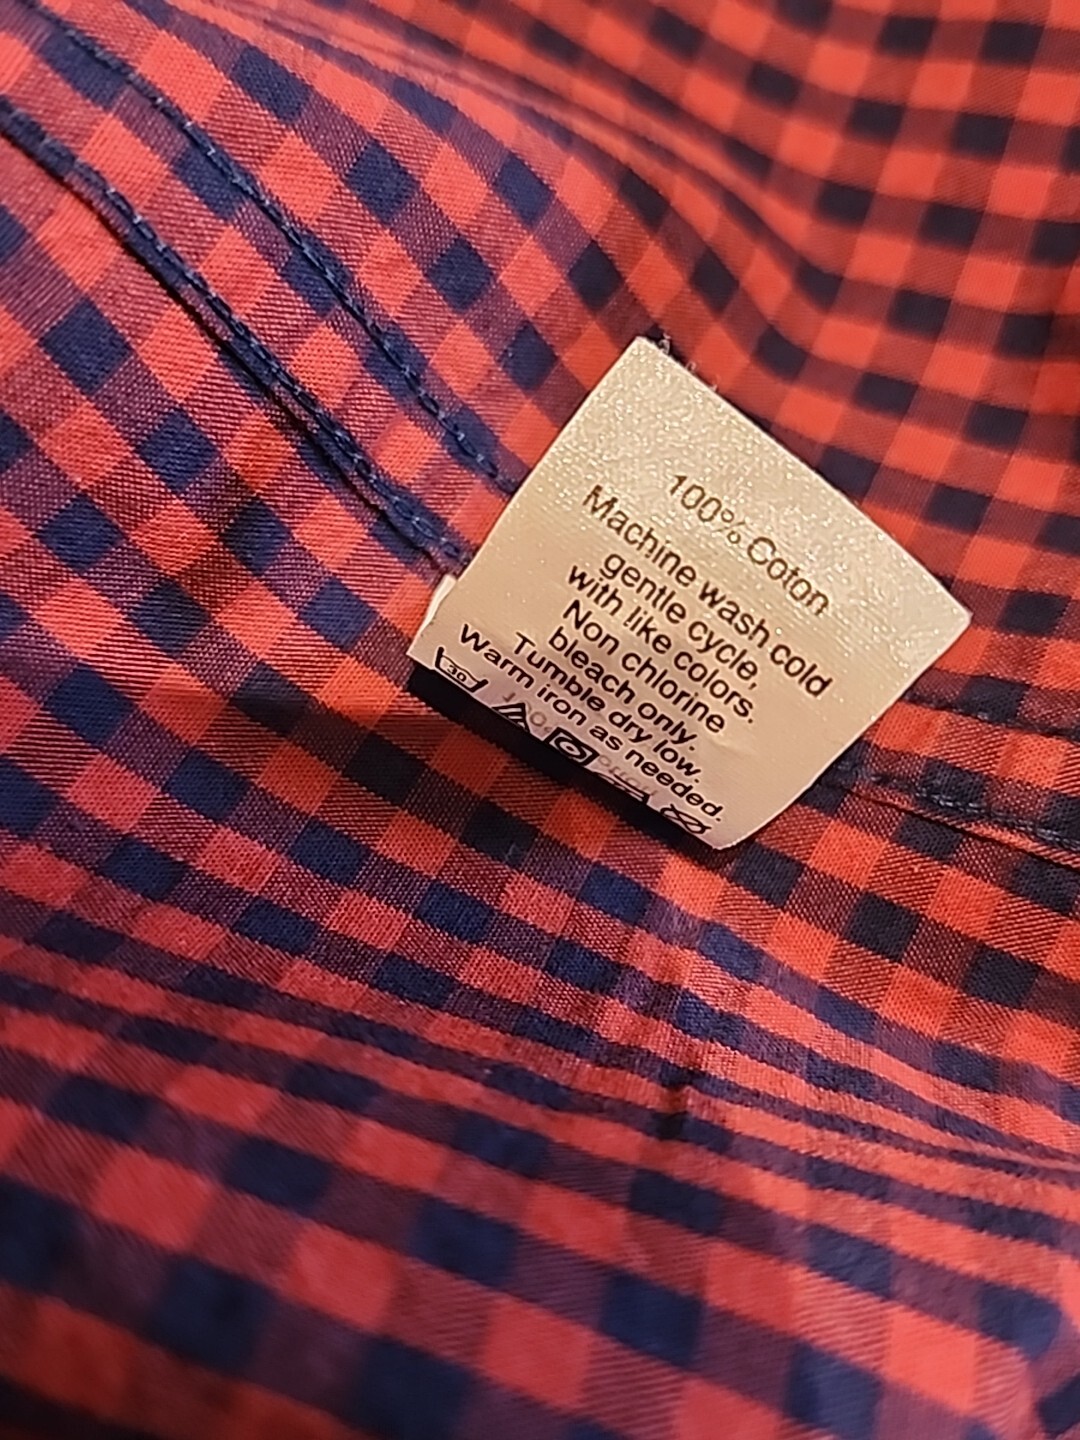 100% Coton
Machine wash cold
gentle cycle,
with like colors.
Non chlorine
bleach only.
Tumble dry low.
Warm iron as needed.
30